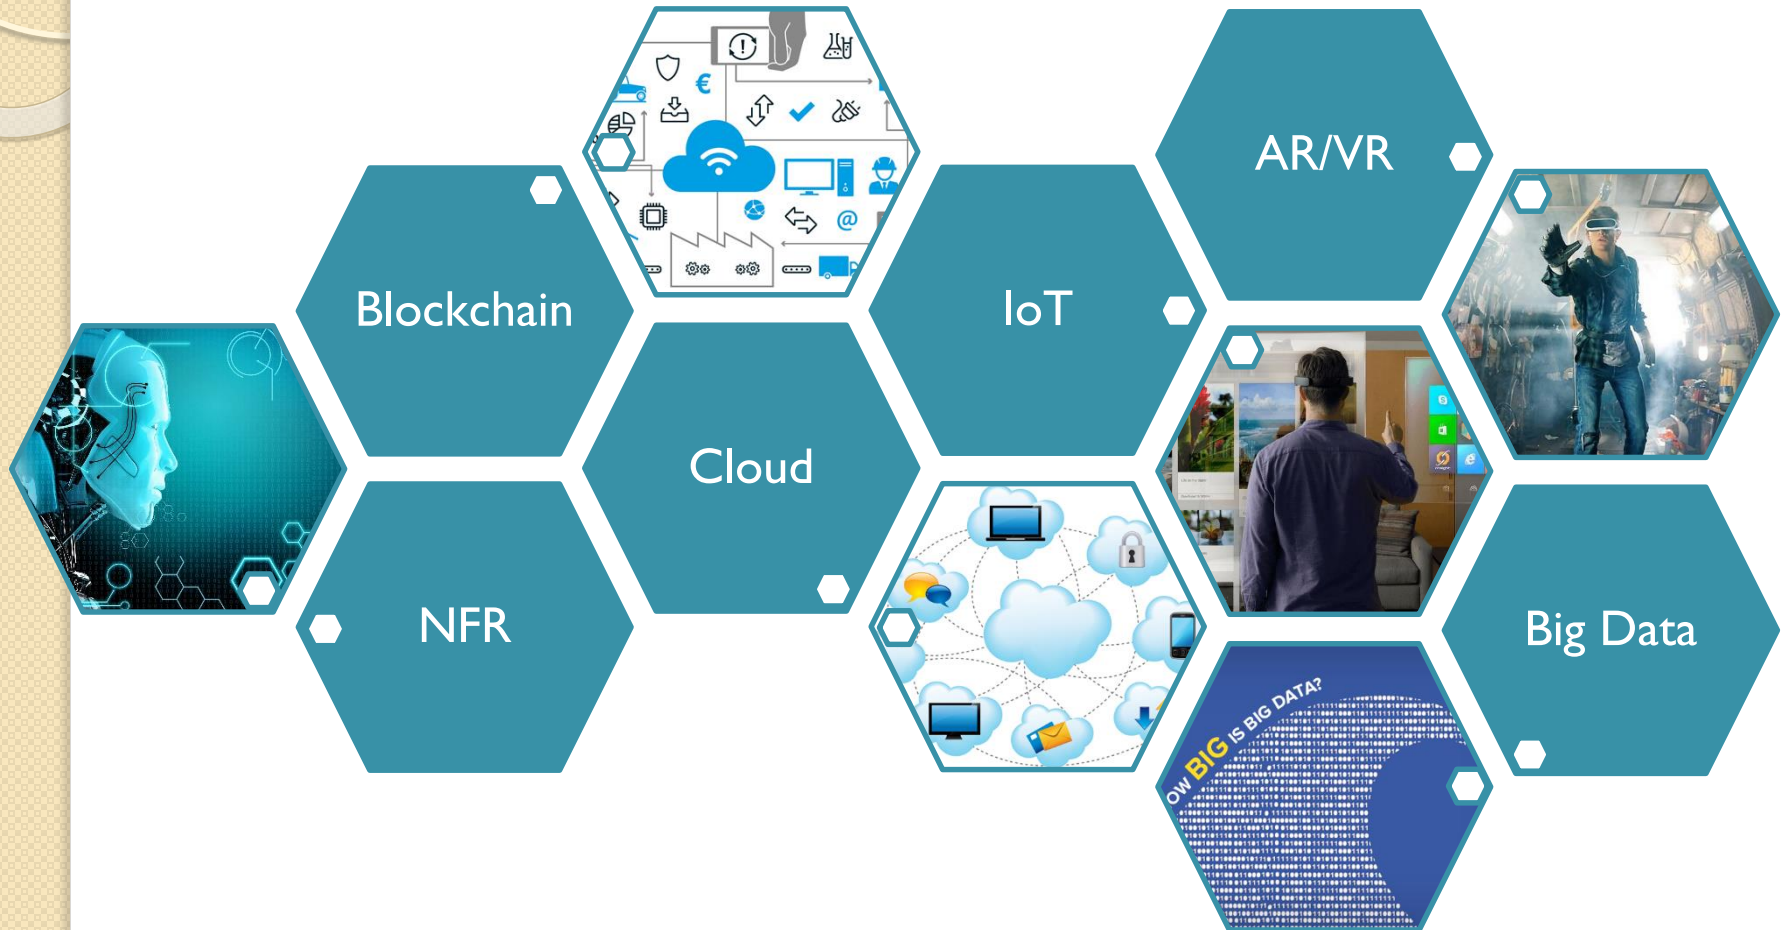 AR/VR
Blockchain
IoT
Cloud
NFR
Big Data
OW BIG IS BIG DATA?